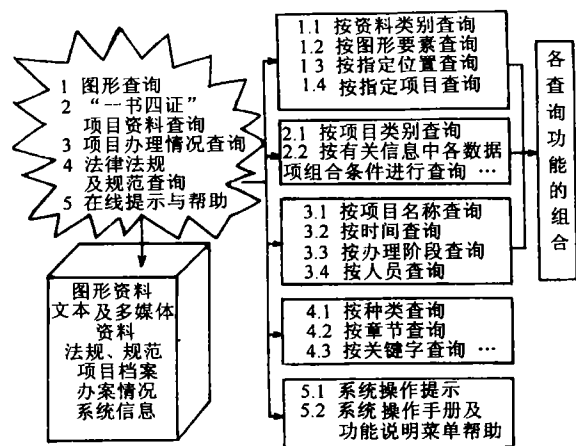 1 图形查询
2 “一书四证”
项目资料查询
3 项目办理情况查询
4 法律法规
及规范查询
5 在线提示与帮助
图形资料
文本及多媒体
资料
法规、规范
项目档案
办案情况
系统信息
1.1 按资料类别查询
1.2 按图形要素查询
1.3 按指定位置查询
1.4 按指定项目查询
2.1 按项目类别查询
2.2 按有关信息中各数据
项组合条件进行查询 …
3.1 按项目名称查询
3.2 按时间查询
3.3 按办理阶段查询
3.4 按人员查询
4.1 按种类查询
4.2 按章节查询
4.3 按关键字查询 …
5.1 系统操作提示
5.2 系统操作手册及
功能说明菜单帮助
各查询功能的组合